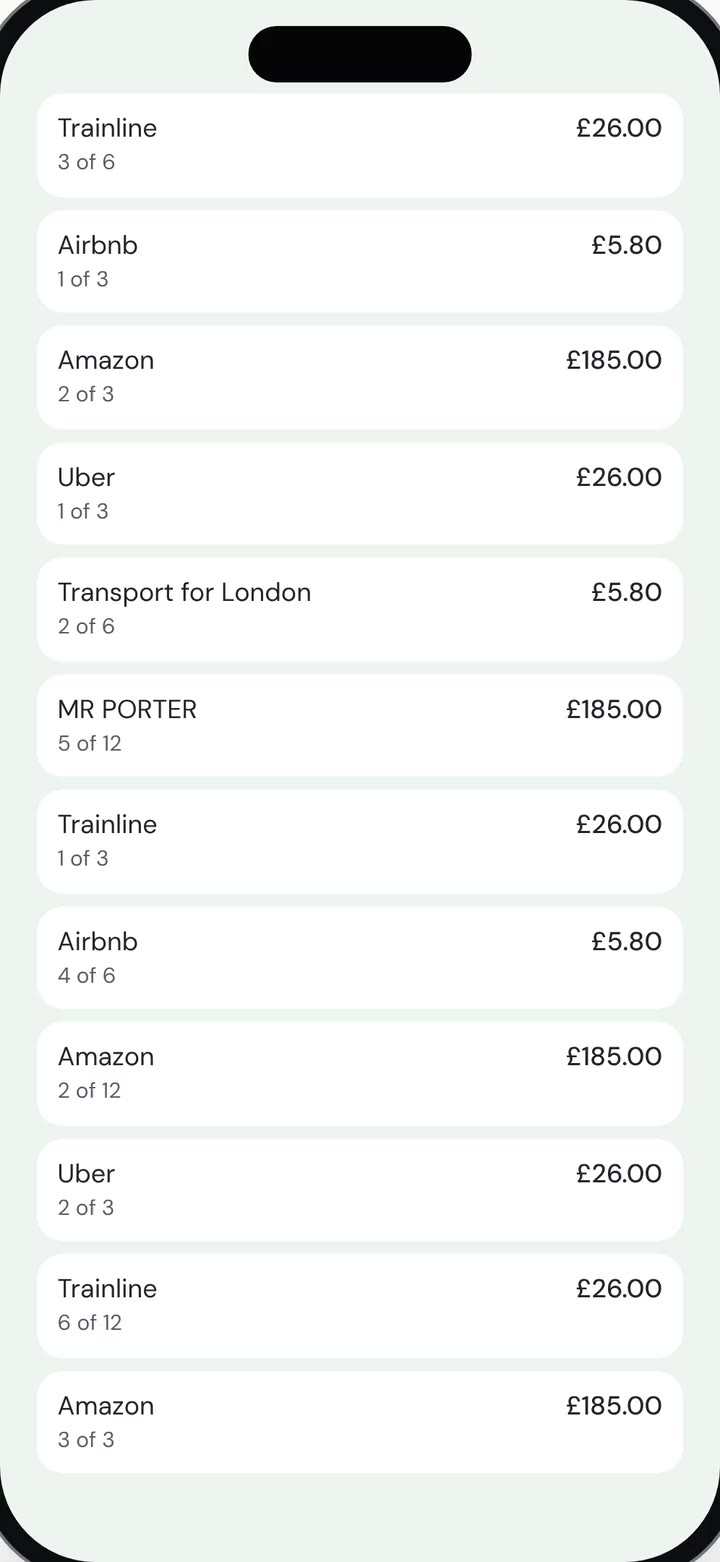 Trainline £26.00
3 of 6
Airbnb £5.80
1 of 3
Amazon £185.00
2 of 3
Uber £26.00
1 of 3
Transport for London £5.80
2 of 6
MR PORTER £185.00
5 of 12
Trainline £26.00
1 of 3
Airbnb £5.80
4 of 6
Amazon £185.00
2 of 12
Uber £26.00
2 of 3
Trainline £26.00
6 of 12
Amazon £185.00
3 of 3